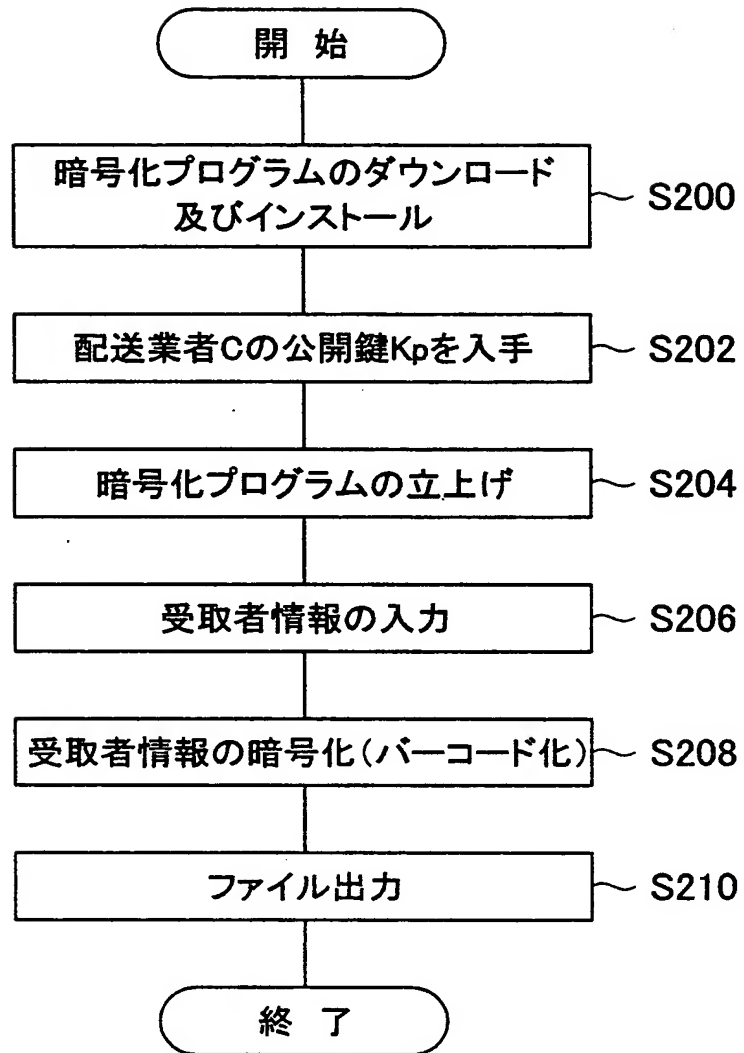 開 始
暗号化プログラムのダウンロード
及びインストール
S200
配送業者Cの公開鍵Kpを入手
S202
暗号化プログラムの立上げ
S204
受取者情報の入力
S206
受取者情報の暗号化(バーコード化)
S208
ファイル出力
S210
終 了